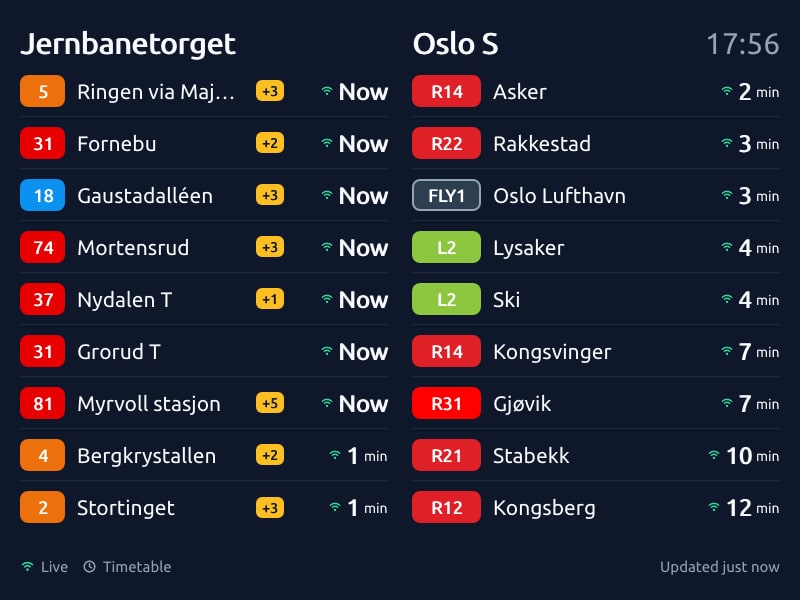 Jernbanetorget
5 Ringen via Maj... +3 Now
31 Fornebu +2 Now
18 Gaustadalléen +3 Now
74 Mortensrud +3 Now
37 Nydalen T +1 Now
31 Grorud T Now
81 Myrvoll stasjon +5 Now
4 Bergkrystallen +2 1 min
2 Stortinget +3 1 min
Oslo S 17:56
R14 Asker 2 min
R22 Rakkestad 3 min
FLY1 Oslo Lufthavn 3 min
L2 Lysaker 4 min
L2 Ski 4 min
R14 Kongsvinger 7 min
R31 Gjøvik 7 min
R21 Stabekk 10 min
R12 Kongsberg 12 min
Live Timetable
Updated just now